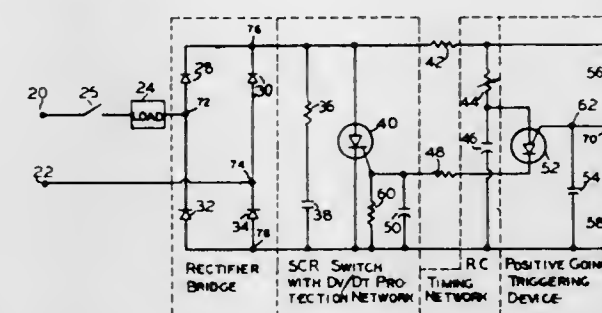 76
42
56
20
25
24
LOAD
28
72
30
36
40
44
46
62
70
22
74
48
52
54
32
34
38
60
50
58
78
RECTIFIER
BRIDGE
SCR SWITCH
WITH DV/DT PRO-
TECTION NETWORK
RC
TIMING
NETWORK
POSITIVE GOIN
TRIGGERING
DEVICE